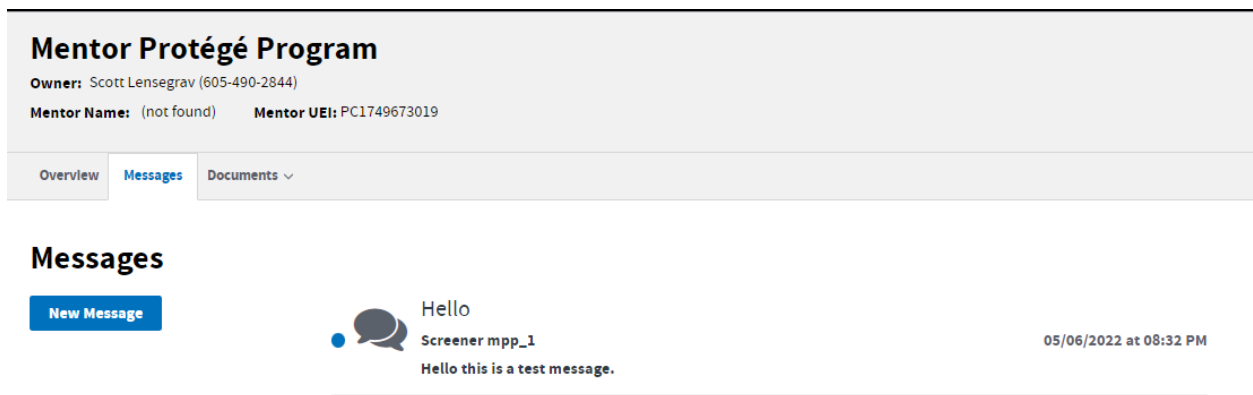 Mentor Protégé Program
Owner: Scott Lensegrav (605-490-2844)
Mentor Name: (not found) Mentor UEI: PC1749673019
Overview Messages Documents
Messages
New Message
Hello
Screener mpp_1 05/06/2022 at 08:32 PM
Hello this is a test message.